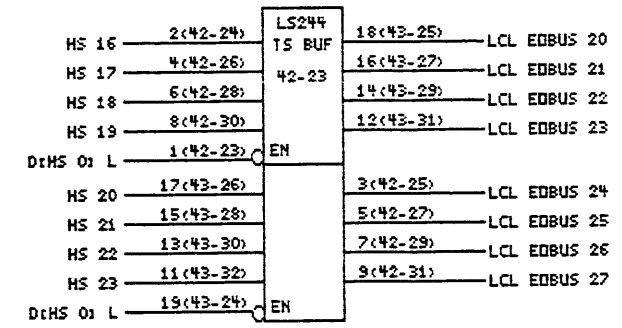 LS244
TS BUF
42-23
HS 16 2(42-24) 18(43-25) LCL EDBUS 20
HS 17 4(42-26) 16(43-27) LCL EDBUS 21
HS 18 6(42-28) 14(43-29) LCL EDBUS 22
HS 19 8(42-30) 12(43-31) LCL EDBUS 23
D[HS 0] L 1(42-23) EN
HS 20 17(43-26) 3(42-25) LCL EDBUS 24
HS 21 15(43-28) 5(42-27) LCL EDBUS 25
HS 22 13(43-30) 7(42-29) LCL EDBUS 26
HS 23 11(43-32) 9(42-31) LCL EDBUS 27
D[HS 0] L 19(43-24) EN